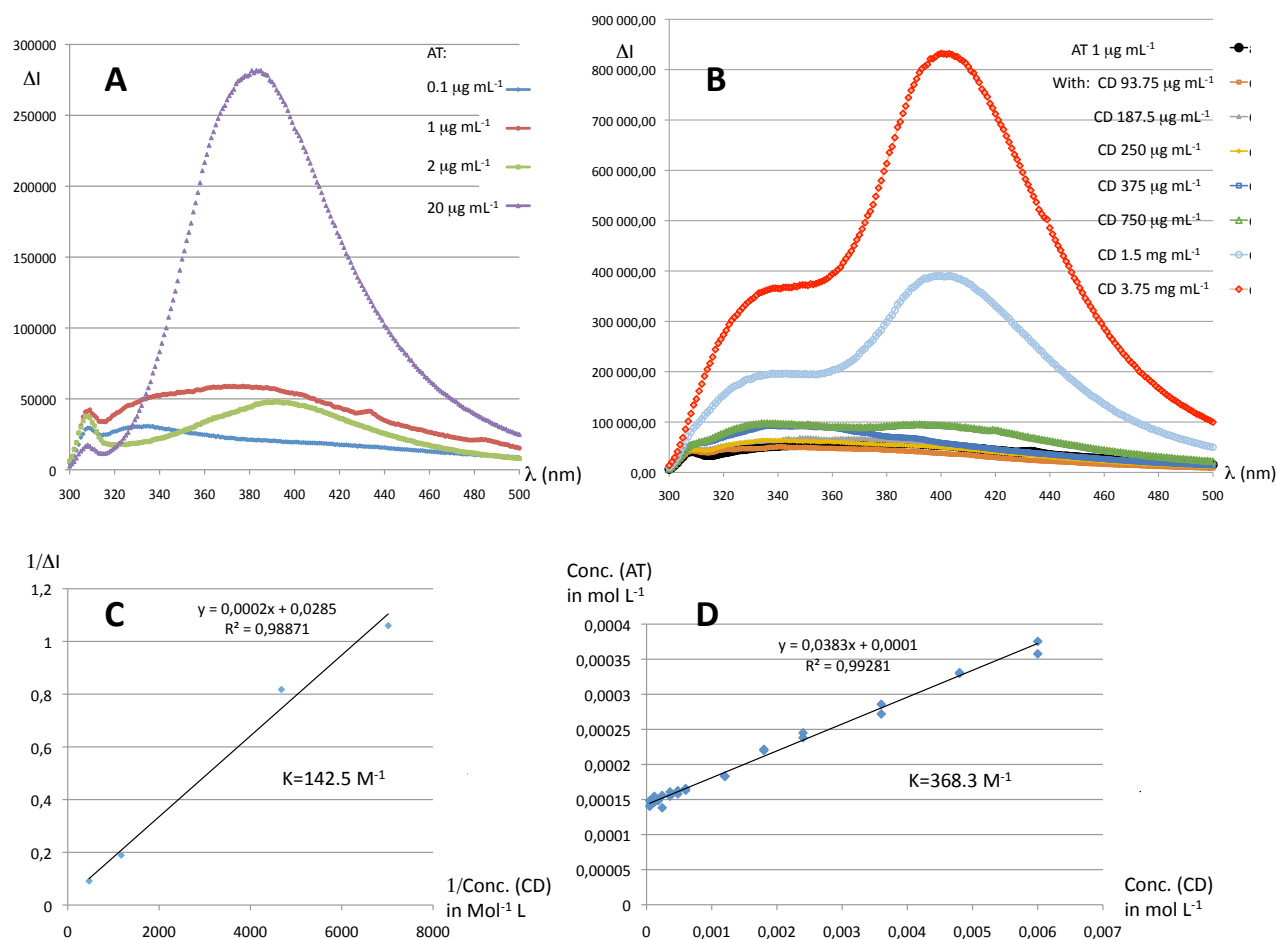 A
300000
ΔI
250000
200000
150000
100000
50000
0
300 320 340 360 380 400 420 440 460 480 500
λ (nm)
AT:
0.1 µg mL⁻¹
1 µg mL⁻¹
2 µg mL⁻¹
20 µg mL⁻¹
B
900 000,00
ΔI
800 000,00
700 000,00
600 000,00
500 000,00
400 000,00
300 000,00
200 000,00
100 000,00
0,00
300 320 340 360 380 400 420 440 460 480 500
λ (nm)
AT 1 µg mL⁻¹
With: CD 93.75 µg mL⁻¹
CD 187.5 µg mL⁻¹
CD 250 µg mL⁻¹
CD 375 µg mL⁻¹
CD 750 µg mL⁻¹
CD 1.5 mg mL⁻¹
CD 3.75 mg mL⁻¹
1/ΔI
C
1,2
1
0,8
0,6
0,4
0,2
0
0 2000 4000 6000 8000
y = 0,0002x + 0,0285
R² = 0,98871
K=142.5 M⁻¹
1/Conc. (CD)
in Mol⁻¹ L
Conc. (AT)
in mol L⁻¹
D
0,0004
0,00035
0,0003
0,00025
0,0002
0,00015
0,0001
0,00005
0
0 0,001 0,002 0,003 0,004 0,005 0,006 0,007
y = 0,0383x + 0,0001
R² = 0,99281
K=368.3 M⁻¹
Conc. (CD)
in mol L⁻¹